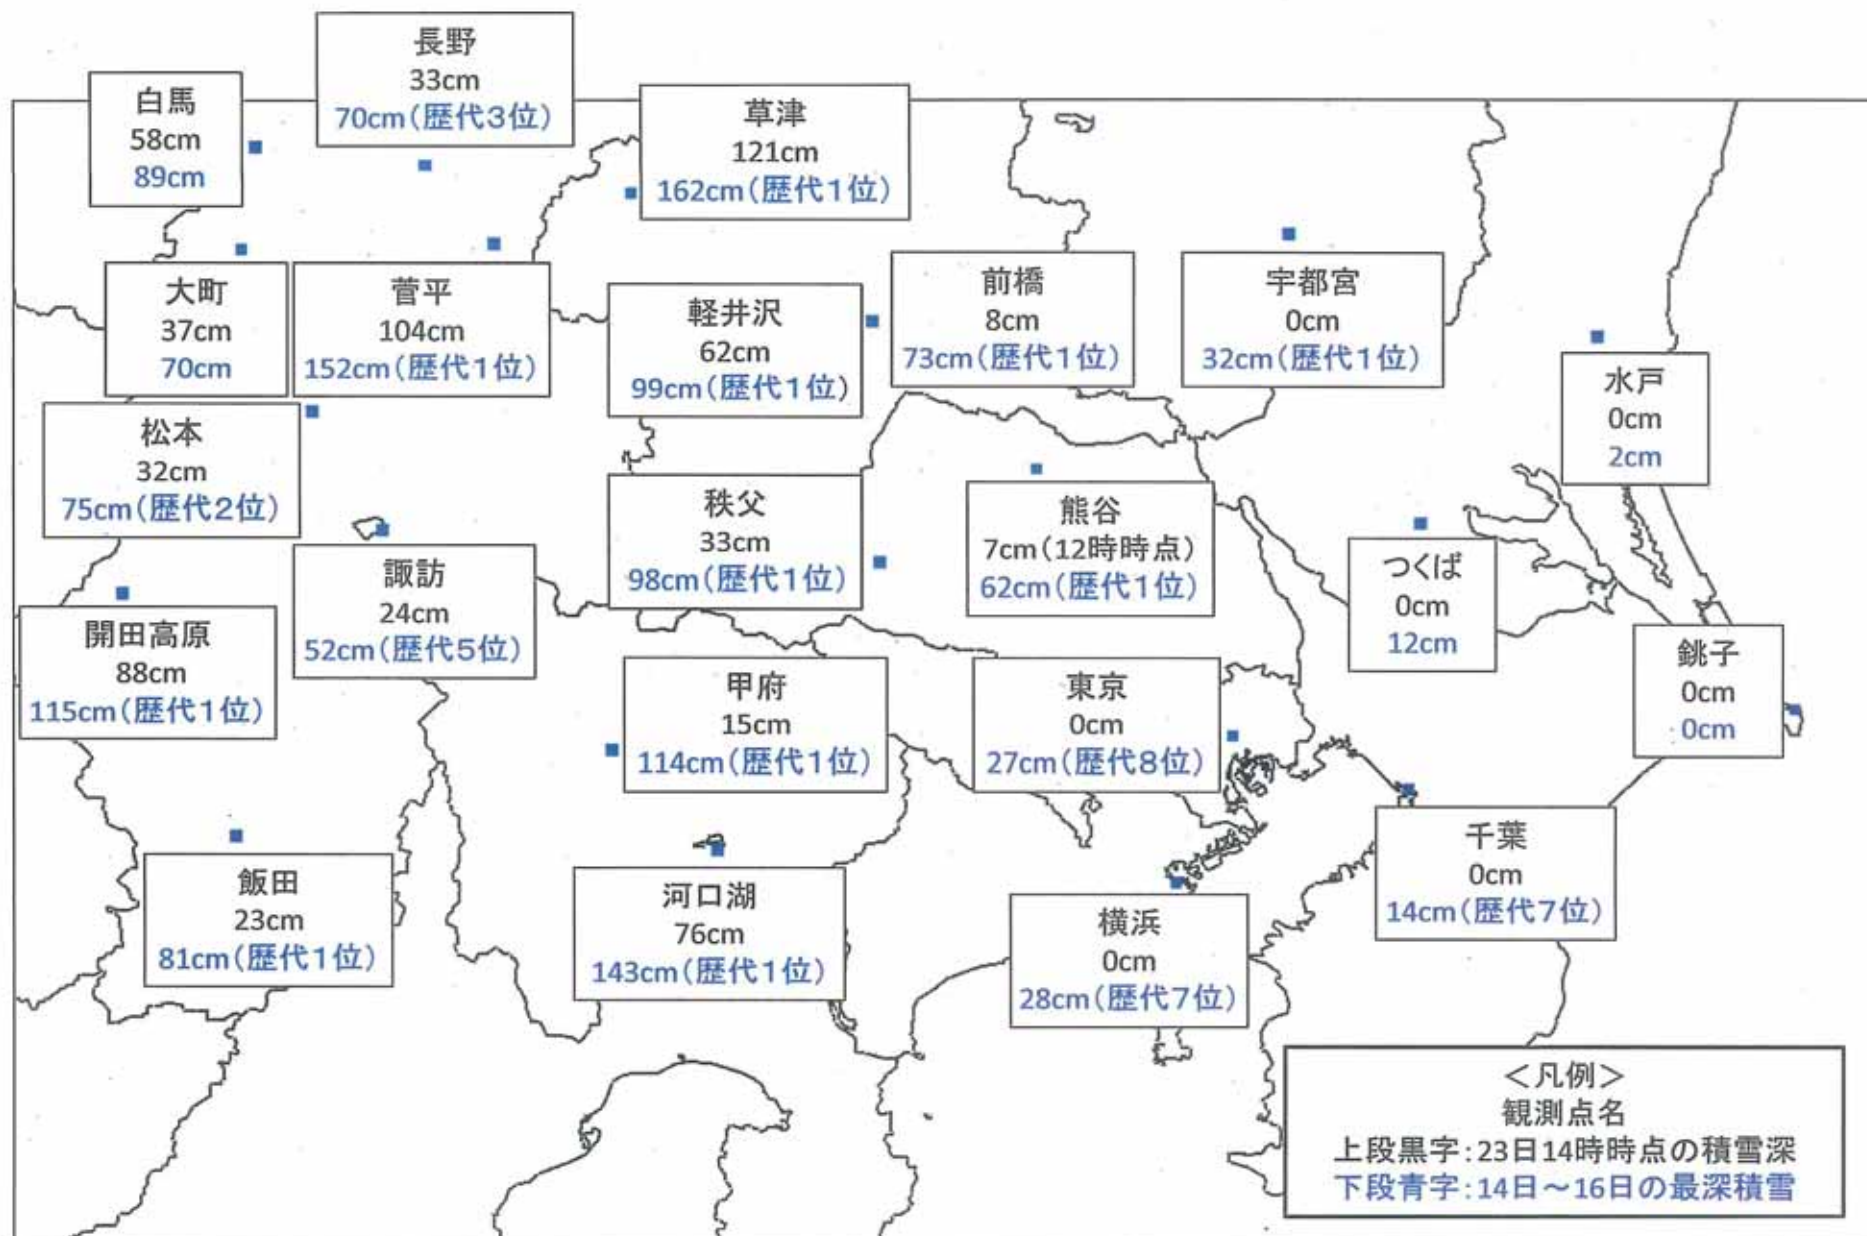 長野
33cm
70cm(歴代3位)
白馬
58cm
89cm
草津
121cm
162cm(歴代1位)
大町
37cm
70cm
菅平
104cm
152cm(歴代1位)
軽井沢
62cm
99cm(歴代1位)
前橋
8cm
73cm(歴代1位)
宇都宮
0cm
32cm(歴代1位)
水戸
0cm
2cm
松本
32cm
75cm(歴代2位)
秩父
33cm
98cm(歴代1位)
熊谷
7cm(12時時点)
62cm(歴代1位)
つくば
0cm
12cm
諏訪
24cm
52cm(歴代5位)
開田高原
88cm
115cm(歴代1位)
甲府
15cm
114cm(歴代1位)
東京
0cm
27cm(歴代8位)
銚子
0cm
0cm
千葉
0cm
14cm(歴代7位)
飯田
23cm
81cm(歴代1位)
河口湖
76cm
143cm(歴代1位)
横浜
0cm
28cm(歴代7位)
<凡例>
観測点名
上段黒字:23日14時時点の積雪深
下段青字:14日~16日の最深積雪